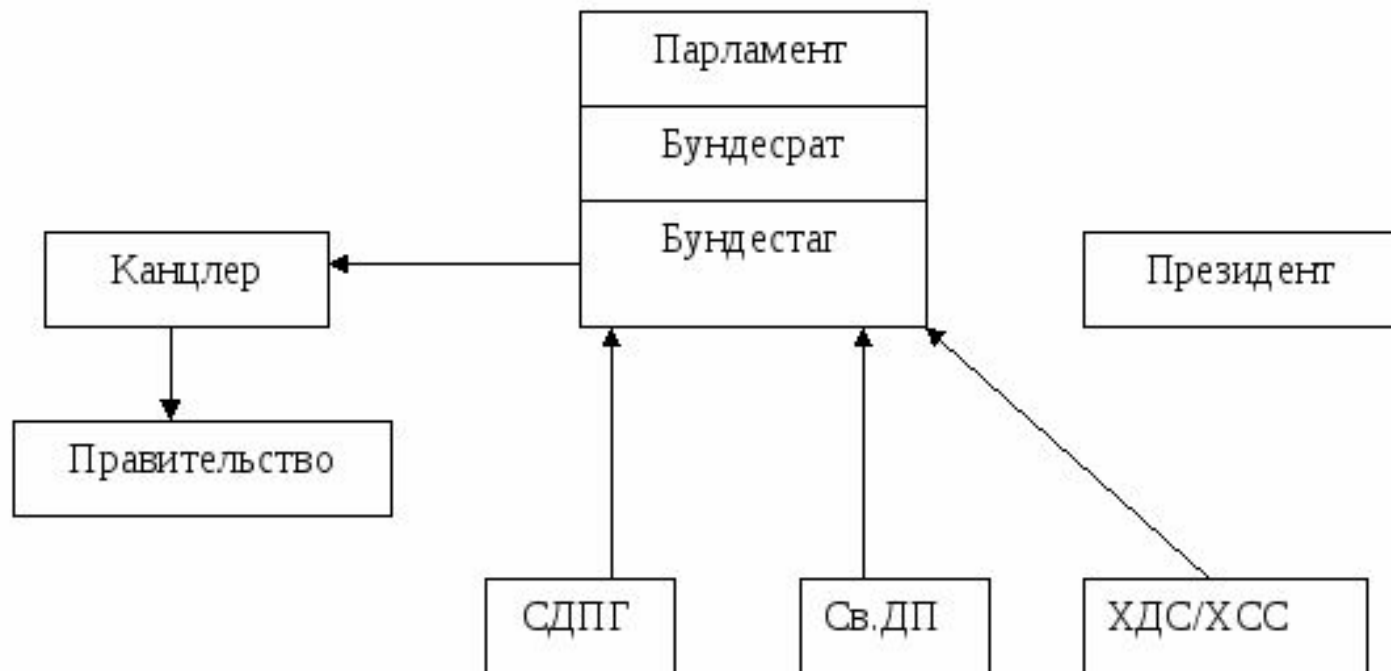 Парламент
Бундесрат
Бундестаг
Канцлер
Президент
Правительство
СДПГ
Св.ДП
ХДС/ХСС